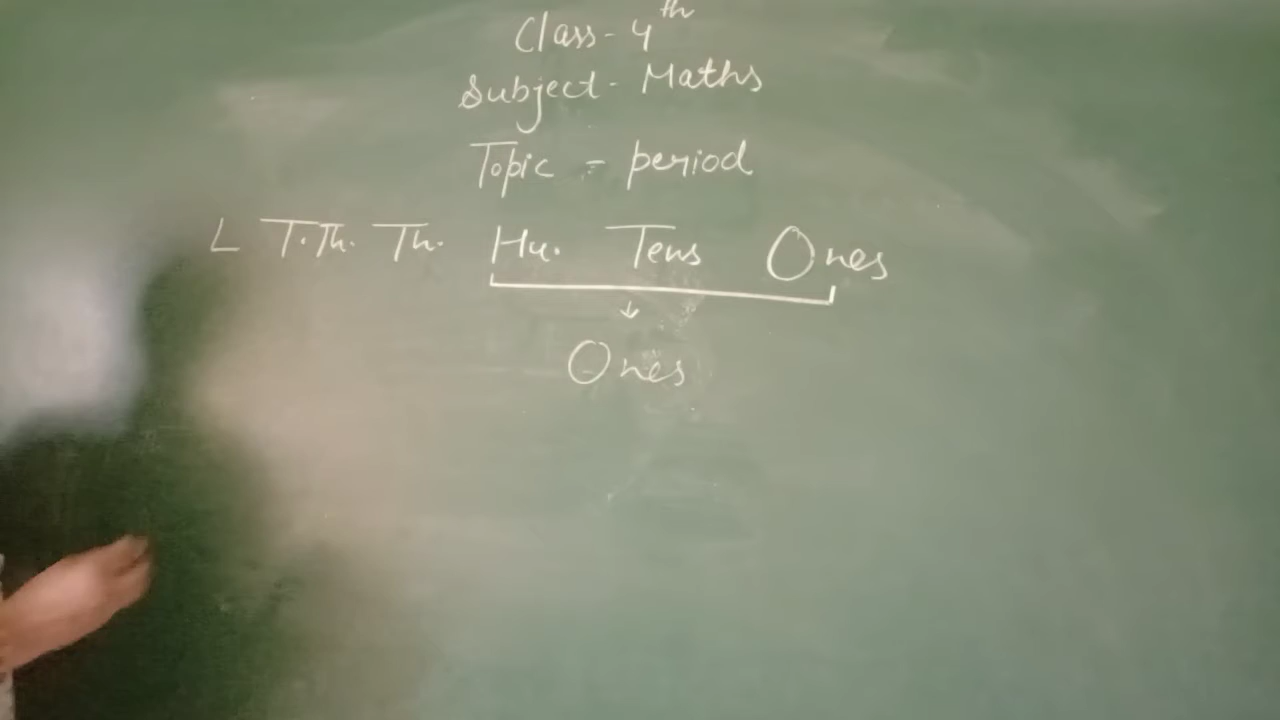 Class- 4th
Subject- Maths
Topic - period
L T.Th. Th. Hu. Tens Ones
↓
Ones